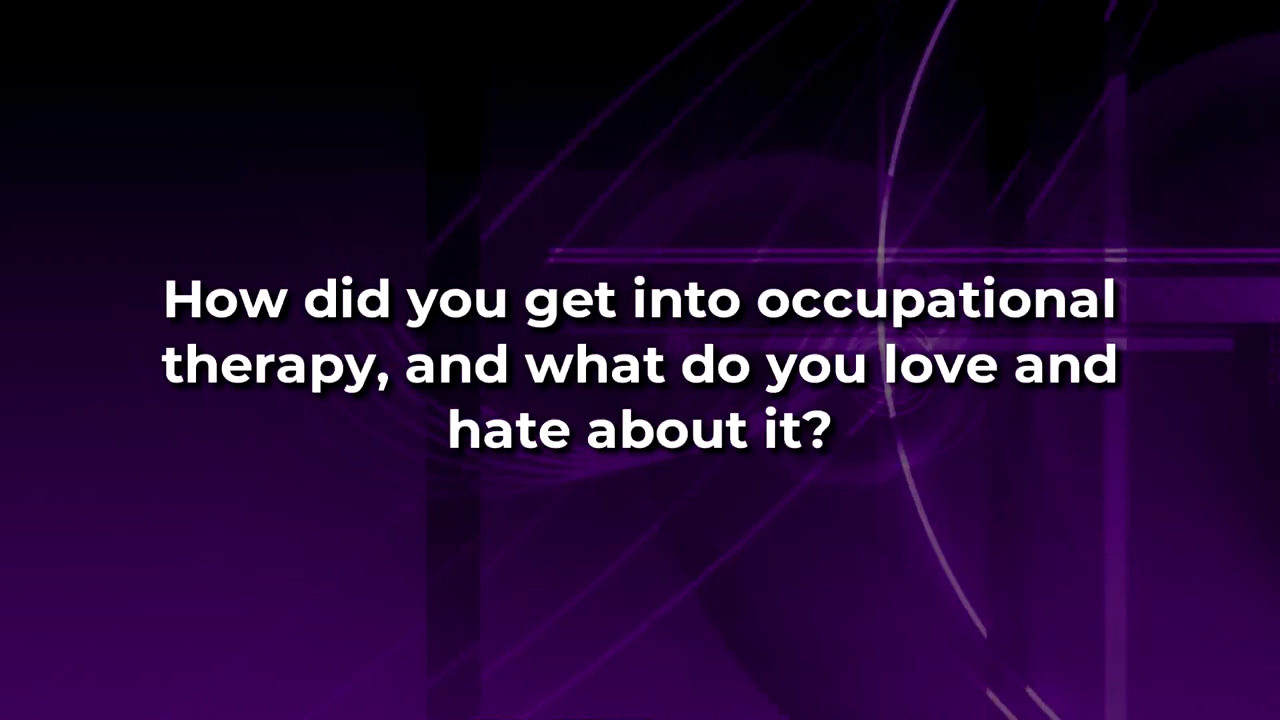 How did you get into occupational
therapy, and what do you love and
hate about it?